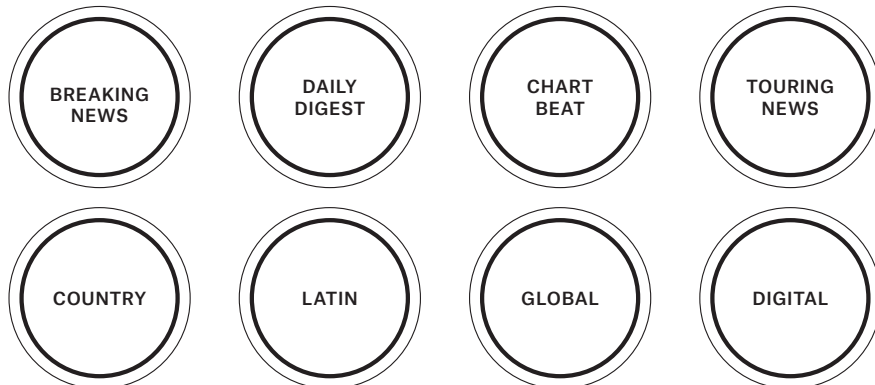 BREAKING
NEWS
DAILY
DIGEST
CHART
BEAT
TOURING
NEWS
COUNTRY
LATIN
GLOBAL
DIGITAL